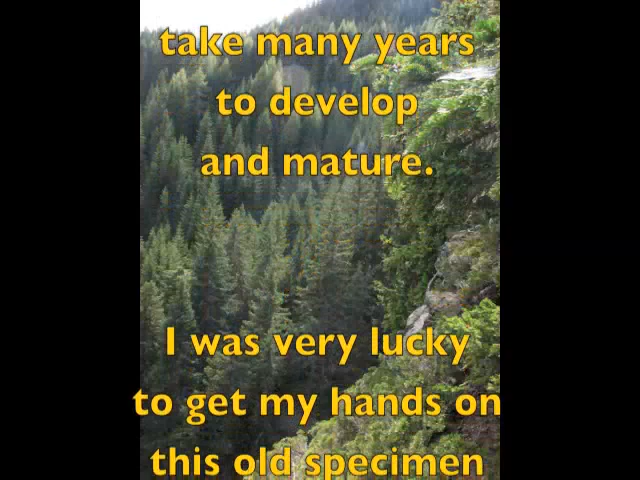 take many years
to develop
and mature.
I was very lucky
to get my hands on
this old specimen